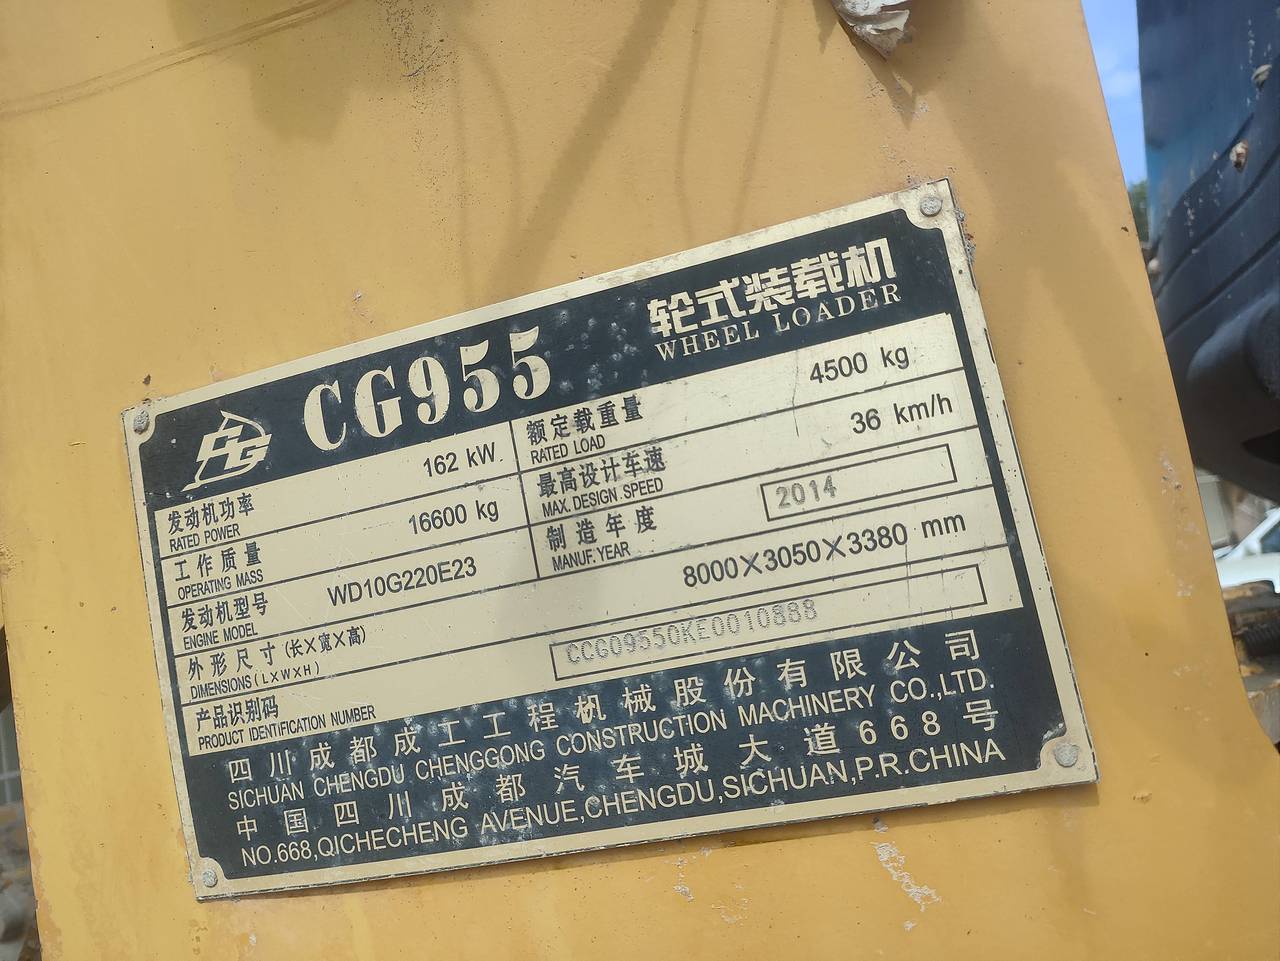 CG CG955 轮式装载机
WHEEL LOADER
发动机功率 162 kW
RATED POWER
额定载重量 4500 kg
RATED LOAD
工作质量 16600 kg
OPERATING MASS
最高设计车速 36 km/h
MAX. DESIGN. SPEED
发动机型号 WD10G220E23
ENGINE MODEL
制造年度 2014
MANUF. YEAR
外形尺寸(长X宽X高) 8000X3050X3380 mm
DIMENSIONS(LXWXH)
产品识别码 CCG09550KE0010888
PRODUCT IDENTIFICATION NUMBER
四川成都成工工程机械股份有限公司
SICHUAN CHENGDU CHENGGONG CONSTRUCTION MACHINERY CO.,LTD.
中国四川成都汽车城大道668号
NO.668,QICHECHENG AVENUE,CHENGDU,SICHUAN,P.R.CHINA